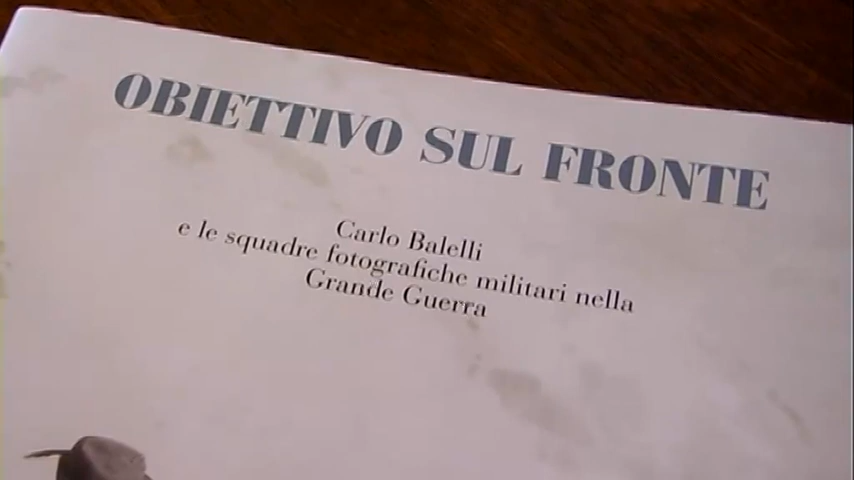 OBIETTIVO SUL FRONTE
Carlo Balelli
e le squadre fotografiche militari nella
Grande Guerra